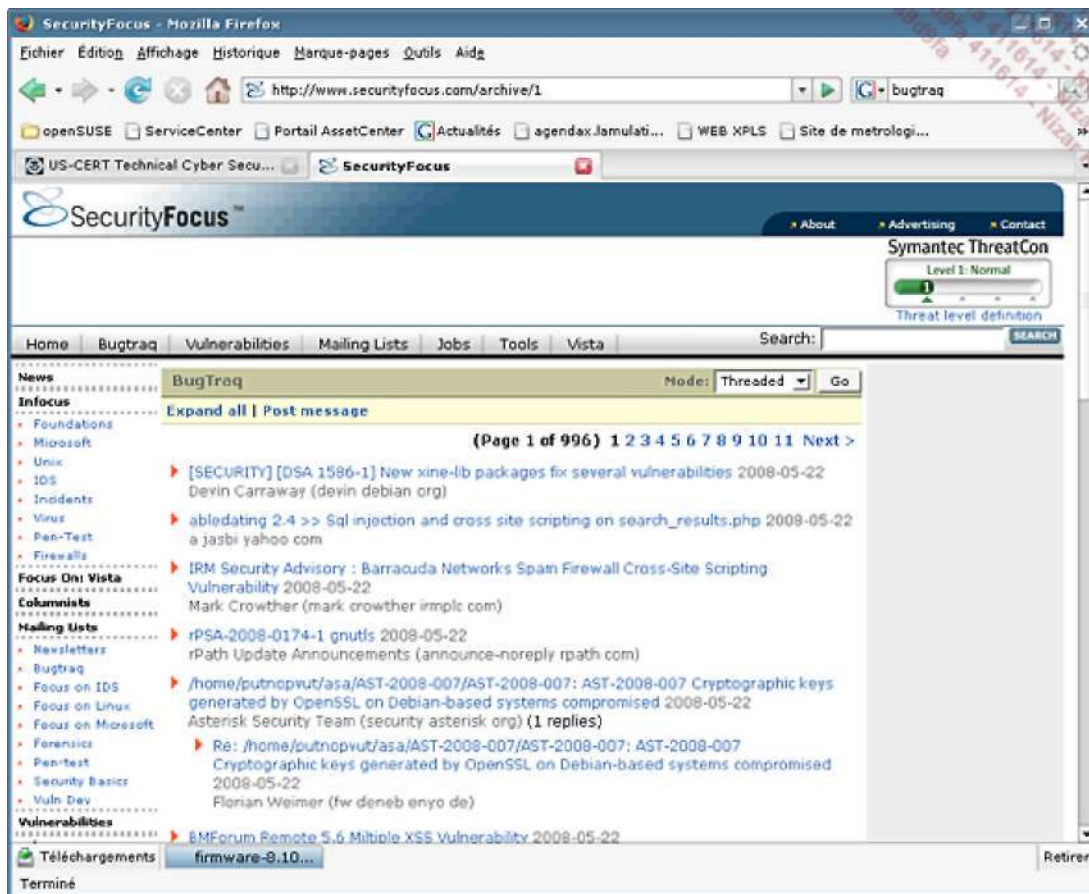 SecurityFocus - Mozilla Firefox
Fichier Édition Affichage Historique Marque-pages Outils Aide
http://www.securityfocus.com/archive/1
bugtraq
openSUSE ServiceCenter Portail AssetCenter Actualités agendax.lamulati... WEB XPLS Site de metrologi...
US-CERT Technical Cyber Secu... SecurityFocus
SecurityFocus™
About Advertising Contact
Symantec ThreatCon
Level 1: Normal
1
Threat level definition
Home Bugtraq Vulnerabilities Mailing Lists Jobs Tools Vista Search: SEARCH
News
Infocus
Foundations
Microsoft
Unix
IDS
Incidents
Virus
Pen-Test
Firewalls
Focus On: Vista
Columnists
Mailing Lists
Newsletters
Bugtraq
Focus on IDS
Focus on Linux
Focus on Microsoft
Forensics
Pen-test
Security Basics
Vuln Dev
Vulnerabilities
BugTraq Mode: Threaded Go
Expand all | Post message
(Page 1 of 996) 1 2 3 4 5 6 7 8 9 10 11 Next >
[SECURITY] [DSA 1586-1] New xine-lib packages fix several vulnerabilities 2008-05-22
Devin Carraway (devin debian org)
abledating 2.4 >> Sql injection and cross site scripting on search_results.php 2008-05-22
a jasbi yahoo com
IRM Security Advisory : Barracuda Networks Spam Firewall Cross-Site Scripting
Vulnerability 2008-05-22
Mark Crowther (mark crowther irmplc com)
rPSA-2008-0174-1 gnutls 2008-05-22
rPath Update Announcements (announce-noreply rpath com)
/home/putnopvut/asa/AST-2008-007/AST-2008-007: AST-2008-007 Cryptographic keys
generated by OpenSSL on Debian-based systems compromised 2008-05-22
Asterisk Security Team (security asterisk org) (1 replies)
Re: /home/putnopvut/asa/AST-2008-007/AST-2008-007: AST-2008-007
Cryptographic keys generated by OpenSSL on Debian-based systems compromised
2008-05-22
Florian Weimer (fw deneb enyo de)
BMForum Remote 5.6 Miltiple XSS Vulnerability 2008-05-22
Téléchargements firmware-8.10... Retirer
Terminé